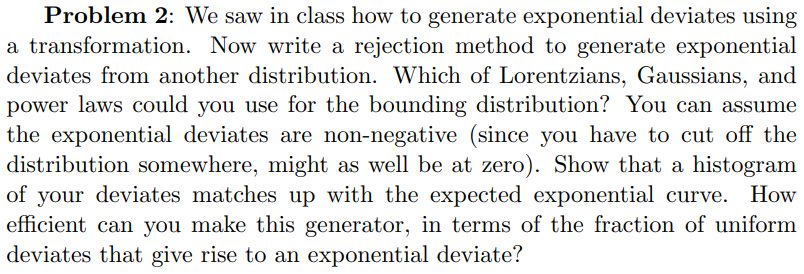 Problem 2: We saw in class how to generate exponential deviates using
a transformation. Now write a rejection method to generate exponential
deviates from another distribution. Which of Lorentzians, Gaussians, and
power laws could you use for the bounding distribution? You can assume
the exponential deviates are non-negative (since you have to cut off the
distribution somewhere, might as well be at zero). Show that a histogram
of your deviates matches up with the expected exponential curve. How
efficient can you make this generator, in terms of the fraction of uniform
deviates that give rise to an exponential deviate?